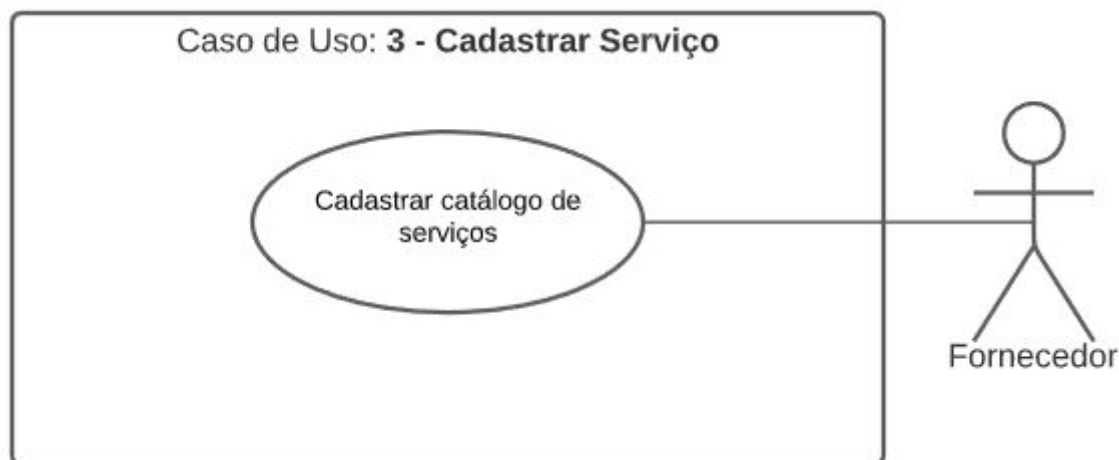 Caso de Uso: 3 - Cadastrar Serviço
Cadastrar catálogo de
serviços
Fornecedor